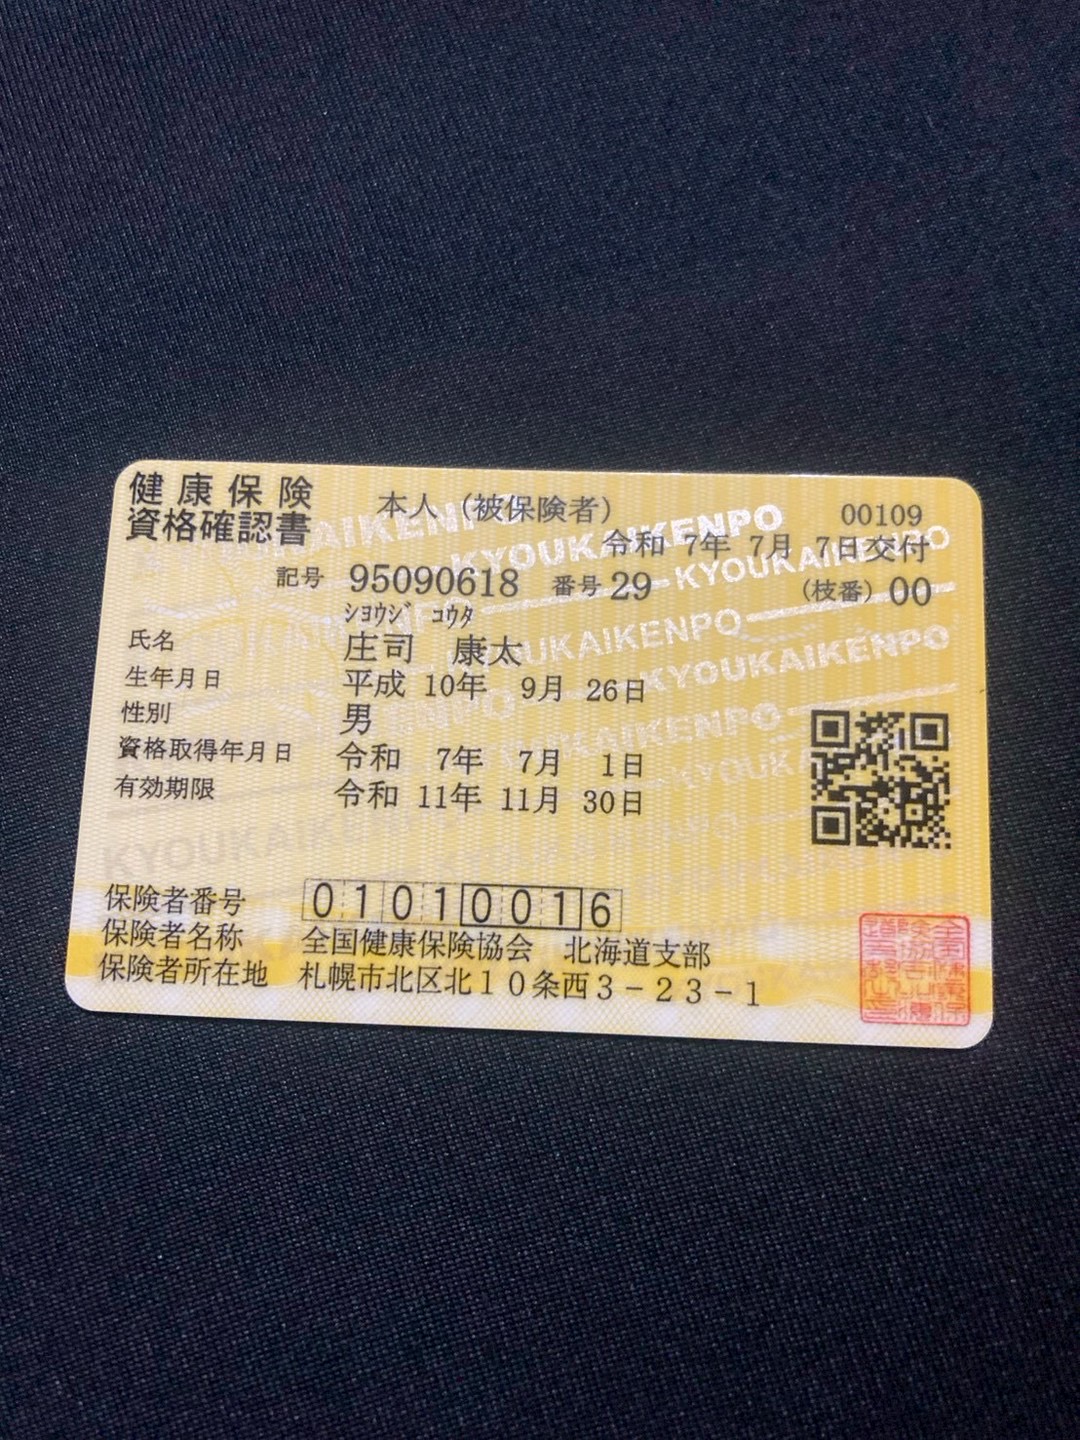 健康保険
資格確認書
本人（被保険者） 00109
令和 7年 7月 7日交付
記号 95090618 番号 29 (枝番) 00
ｼﾖｳｼﾞ ｺｳﾀ
氏名 庄司 康太
生年月日 平成 10年 9月 26日
性別 男
資格取得年月日 令和 7年 7月 1日
有効期限 令和 11年 11月 30日
保険者番号 01010016
保険者名称 全国健康保険協会 北海道支部
保険者所在地 札幌市北区北１０条西３－２３－１
KYOUKAIKENPO
KYOUKAIKENPO
KYOUKAIKENPO
KYOUKAIKENPO